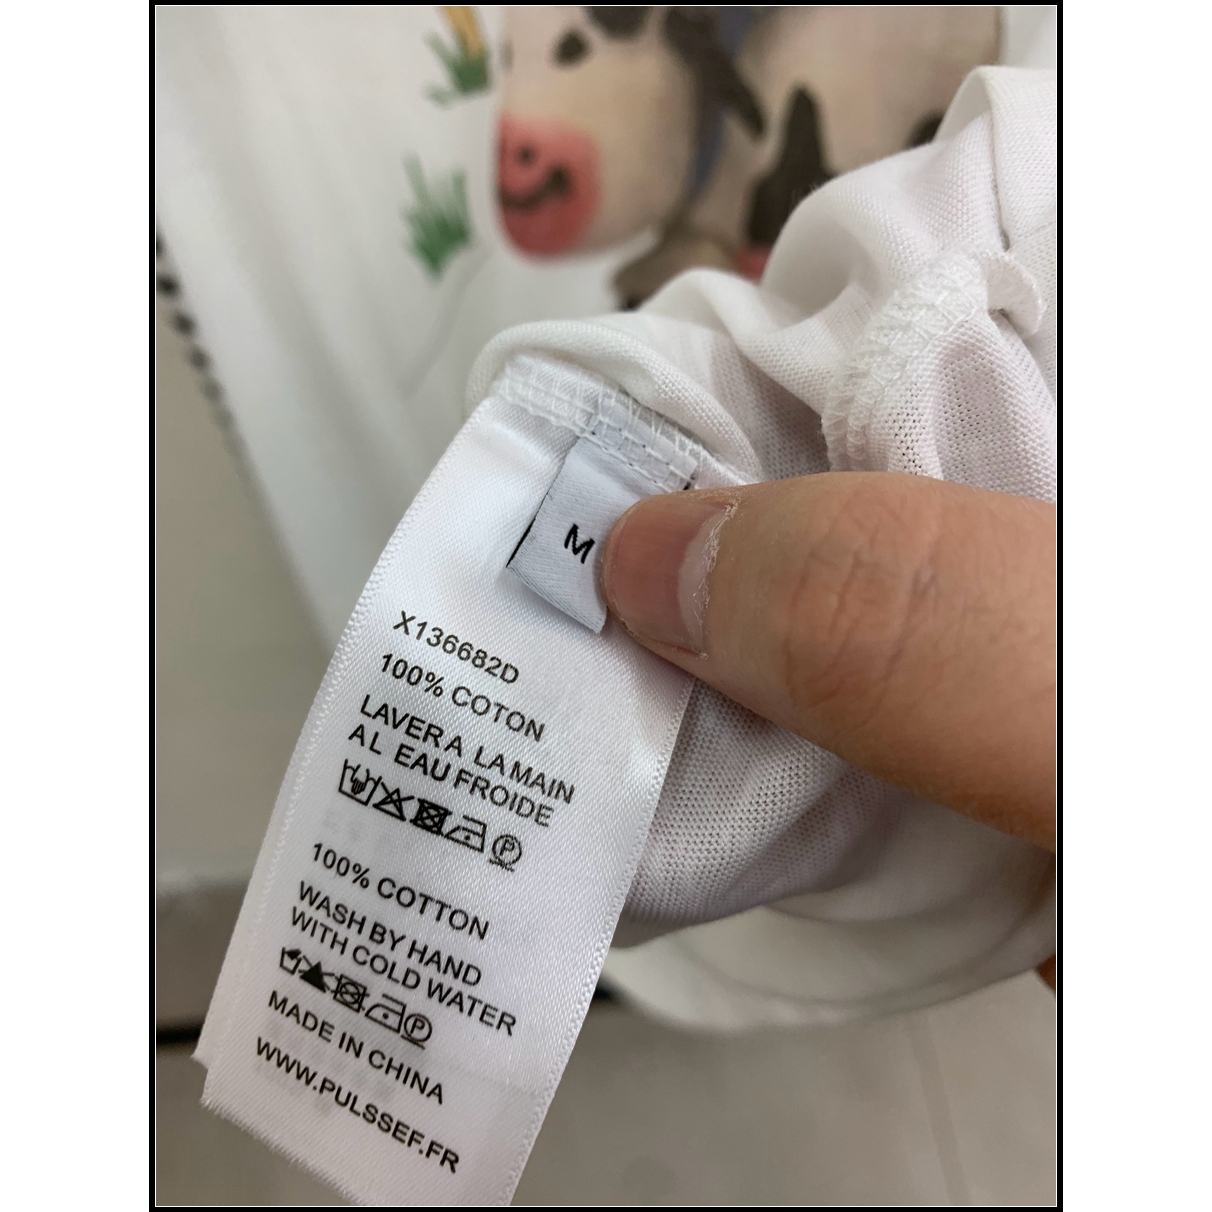 M
X136682D
100% COTON
LAVER A LA MAIN
A L EAU FROIDE
P
100% COTTON
WASH BY HAND
WITH COLD WATER
P
MADE IN CHINA
WWW.PULSSEF.FR